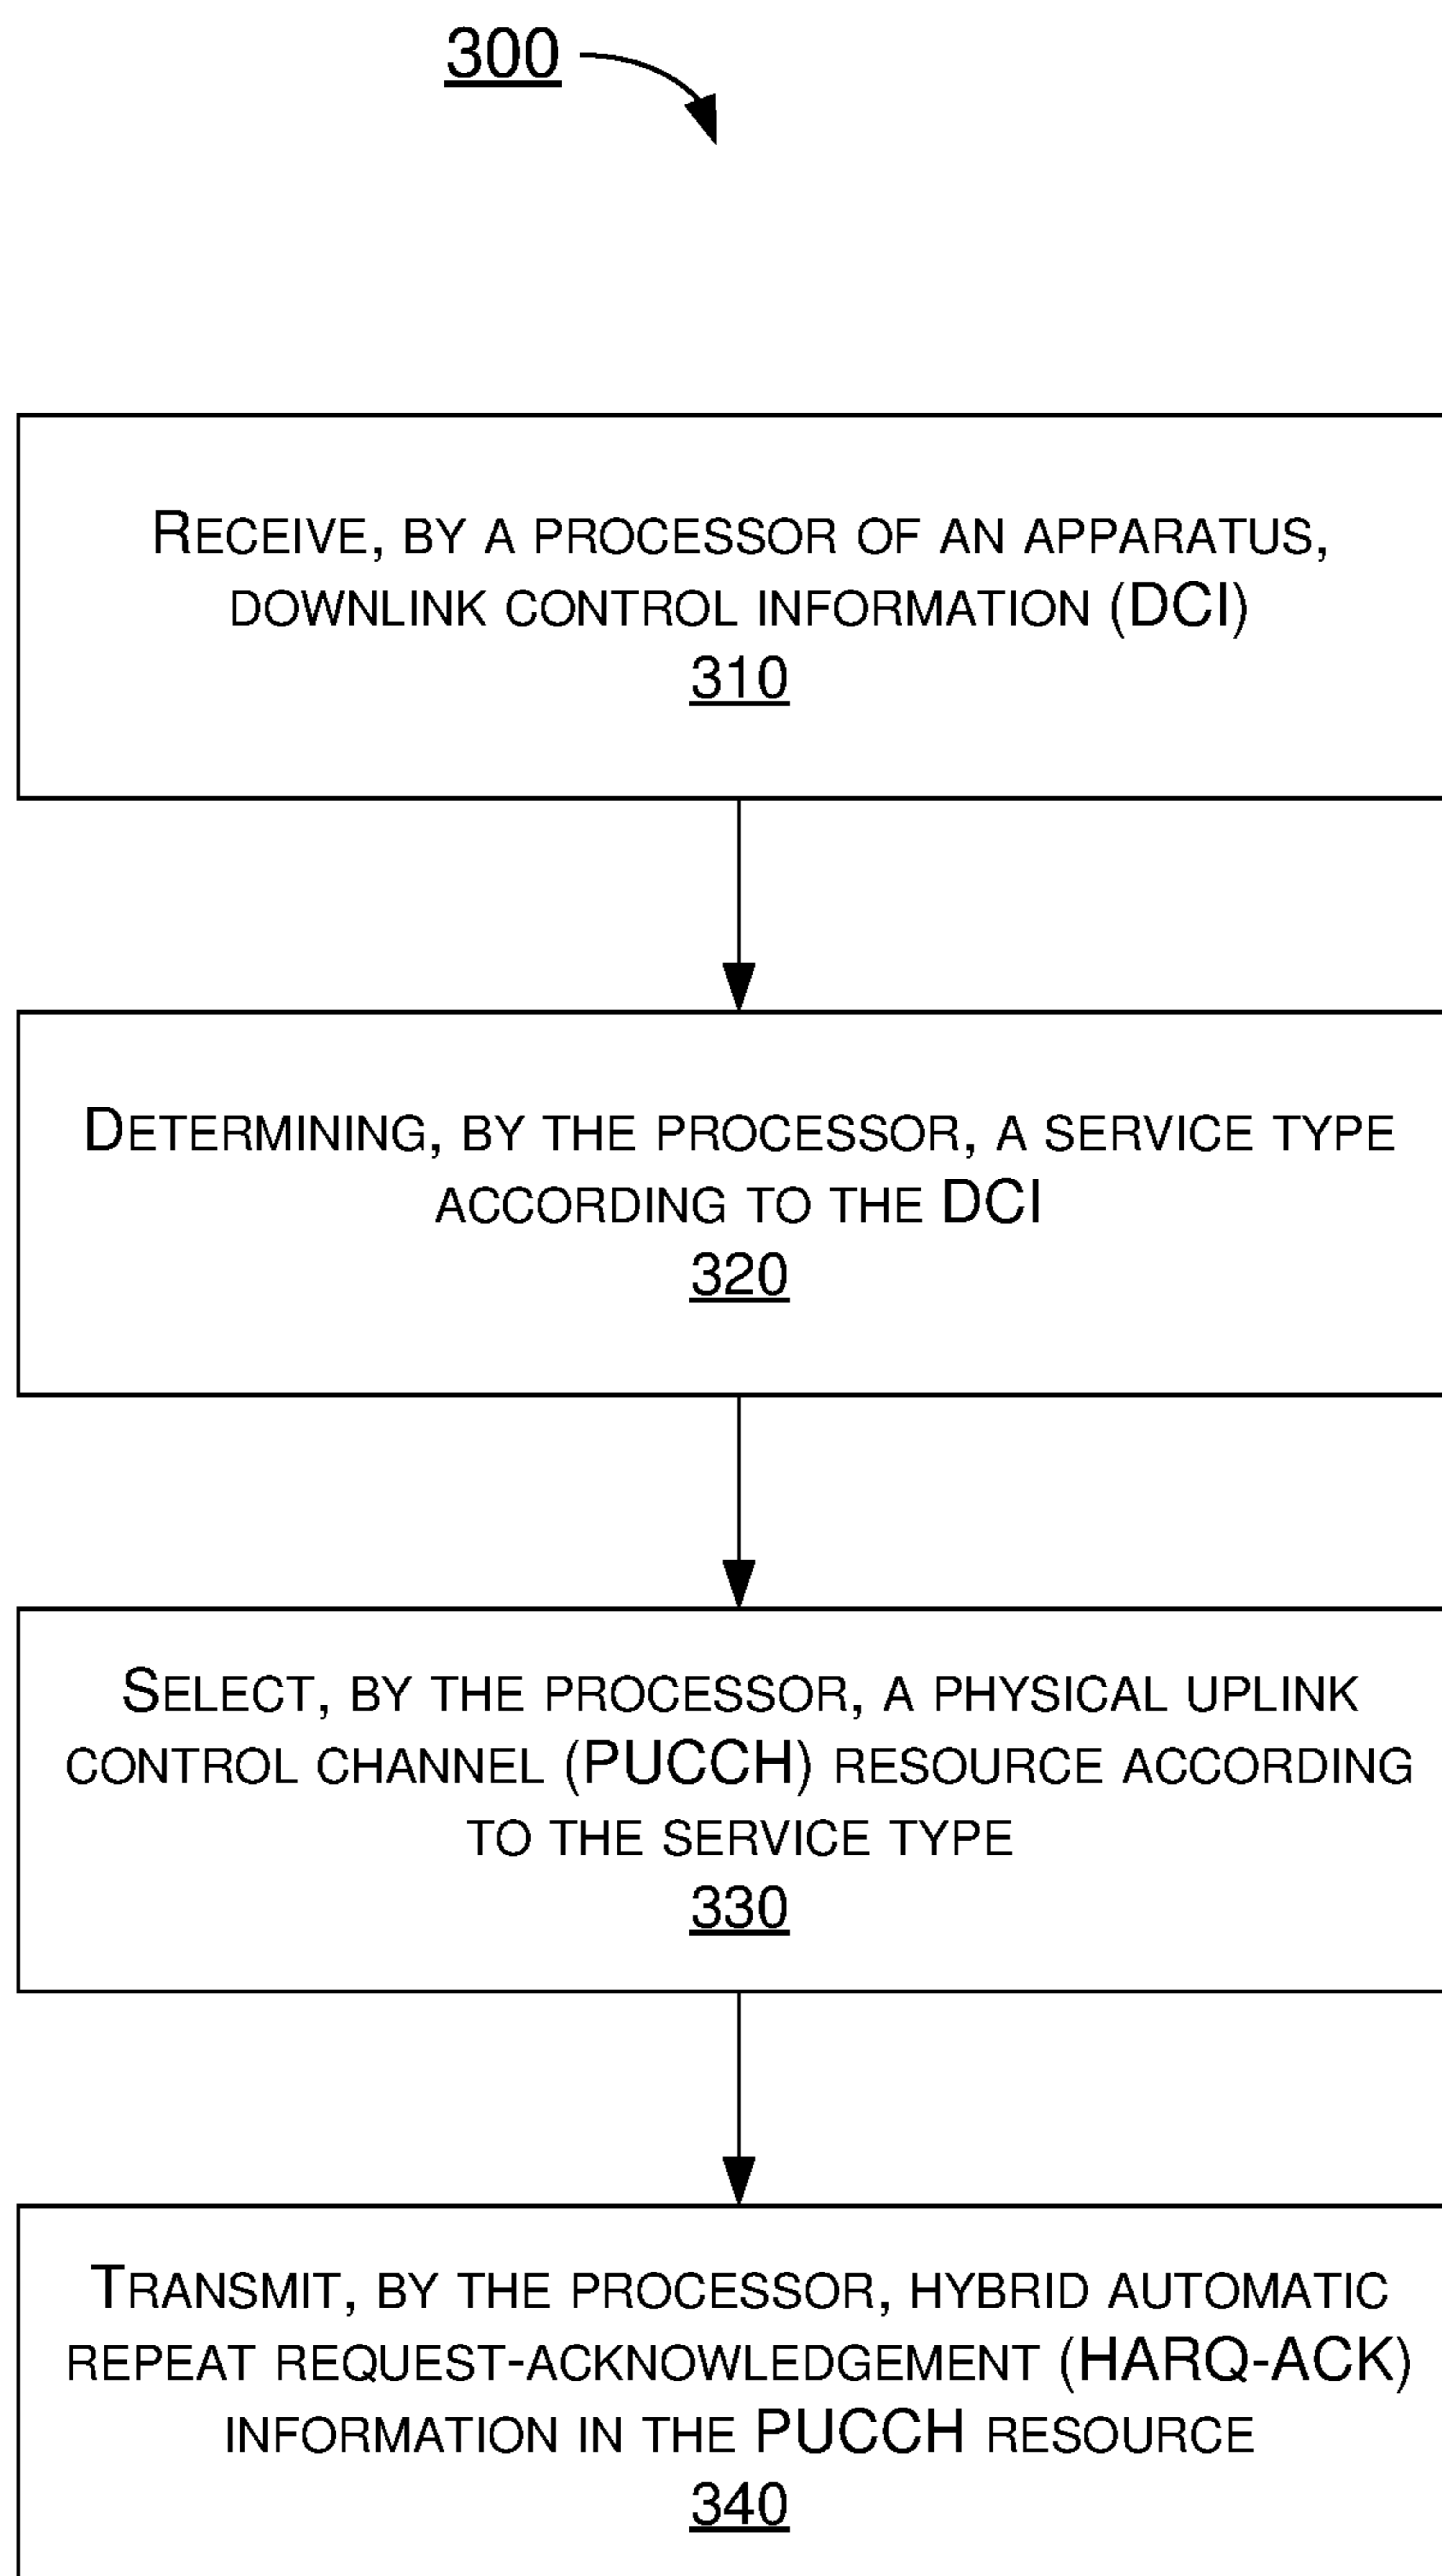 300
RECEIVE, BY A PROCESSOR OF AN APPARATUS,
DOWNLINK CONTROL INFORMATION (DCI)
310
DETERMINING, BY THE PROCESSOR, A SERVICE TYPE
ACCORDING TO THE DCI
320
SELECT, BY THE PROCESSOR, A PHYSICAL UPLINK
CONTROL CHANNEL (PUCCH) RESOURCE ACCORDING
TO THE SERVICE TYPE
330
TRANSMIT, BY THE PROCESSOR, HYBRID AUTOMATIC
REPEAT REQUEST-ACKNOWLEDGEMENT (HARQ-ACK)
INFORMATION IN THE PUCCH RESOURCE
340